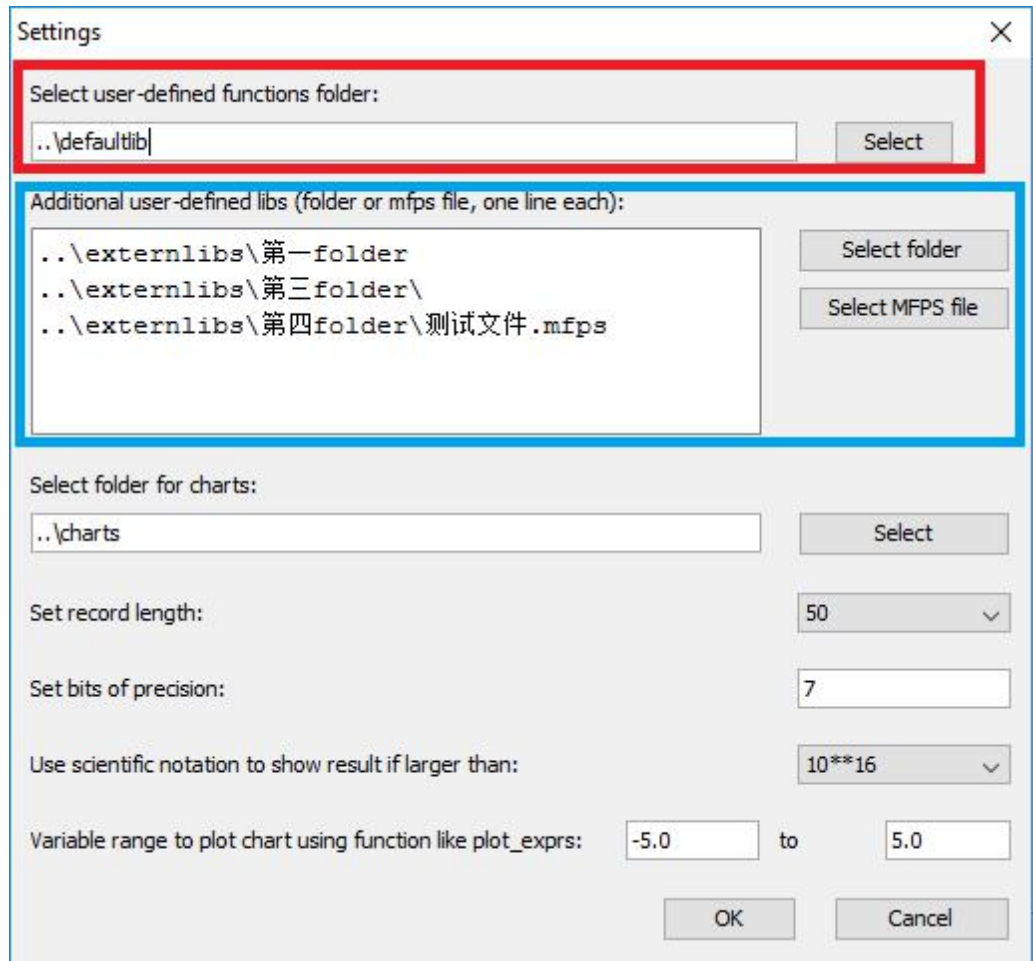 Settings
Select user-defined functions folder:
..\defaultlib
Select
Additional user-defined libs (folder or mfps file, one line each):
..\externlibs\第一folder
Select folder
..\externlibs\第三folder\
..\externlibs\第四folder\测试文件.mfps
Select MFPS file
Select folder for charts:
..\charts
Select
Set record length:
50
Set bits of precision:
7
Use scientific notation to show result if larger than:
10**16
Variable range to plot chart using function like plot_exprs:
-5.0
to
5.0
OK
Cancel